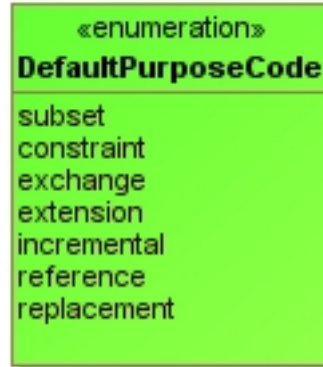 «enumeration»
DefaultPurposeCode
subset
constraint
exchange
extension
incremental
reference
replacement